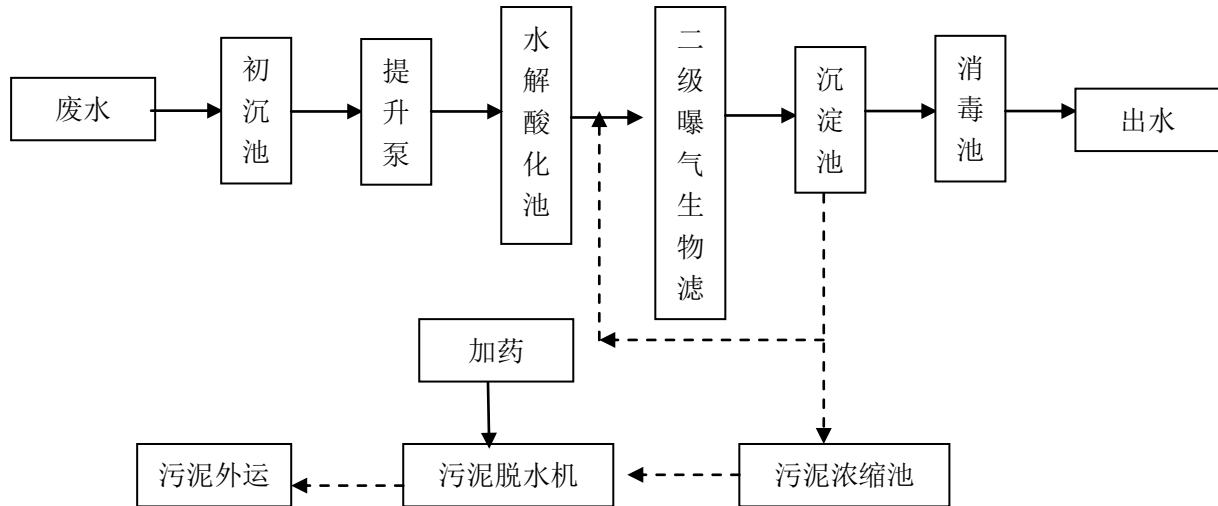 废水
初沉池
提升泵
水解酸化池
二级曝气生物滤
沉淀池
消毒池
出水
加药
污泥外运
污泥脱水机
污泥浓缩池